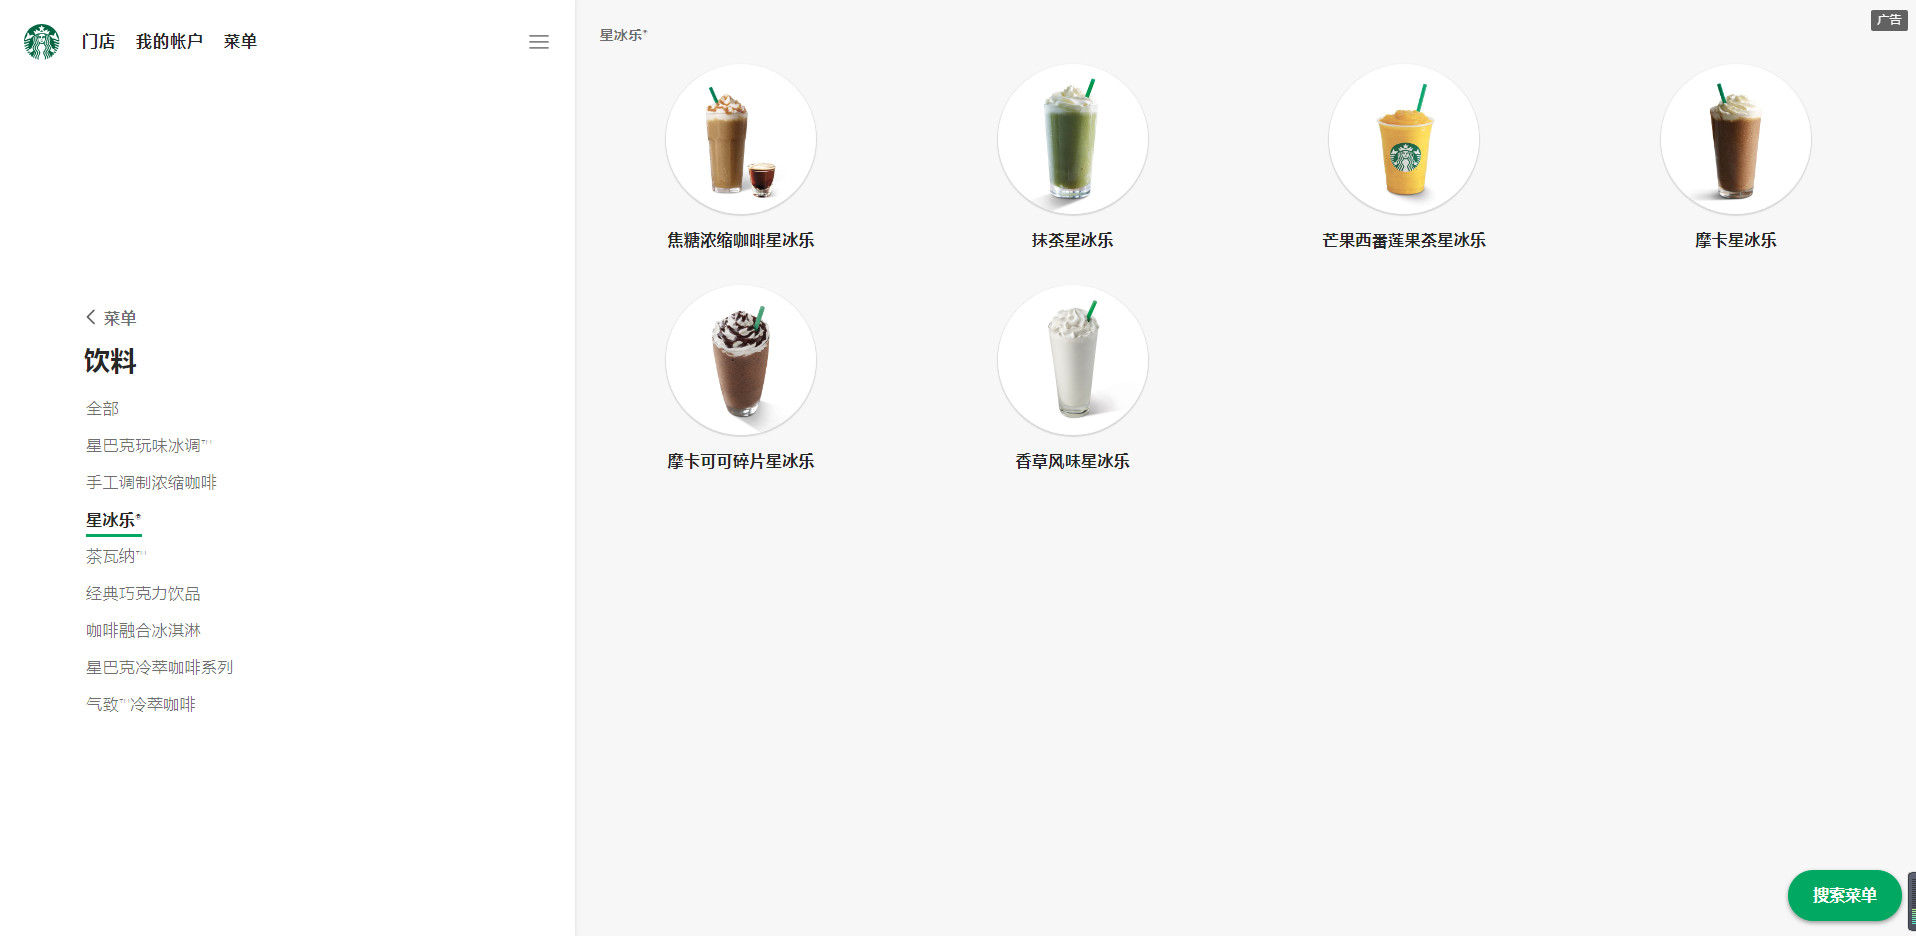 门店 我的帐户 菜单
菜单
饮料
全部
星巴克玩味冰调™
手工调制浓缩咖啡
星冰乐®
茶瓦纳™
经典巧克力饮品
咖啡融合冰淇淋
星巴克冷萃咖啡系列
气致™冷萃咖啡
星冰乐®
广告
焦糖浓缩咖啡星冰乐
抹茶星冰乐
芒果西番莲果茶星冰乐
摩卡星冰乐
摩卡可可碎片星冰乐
香草风味星冰乐
搜索菜单